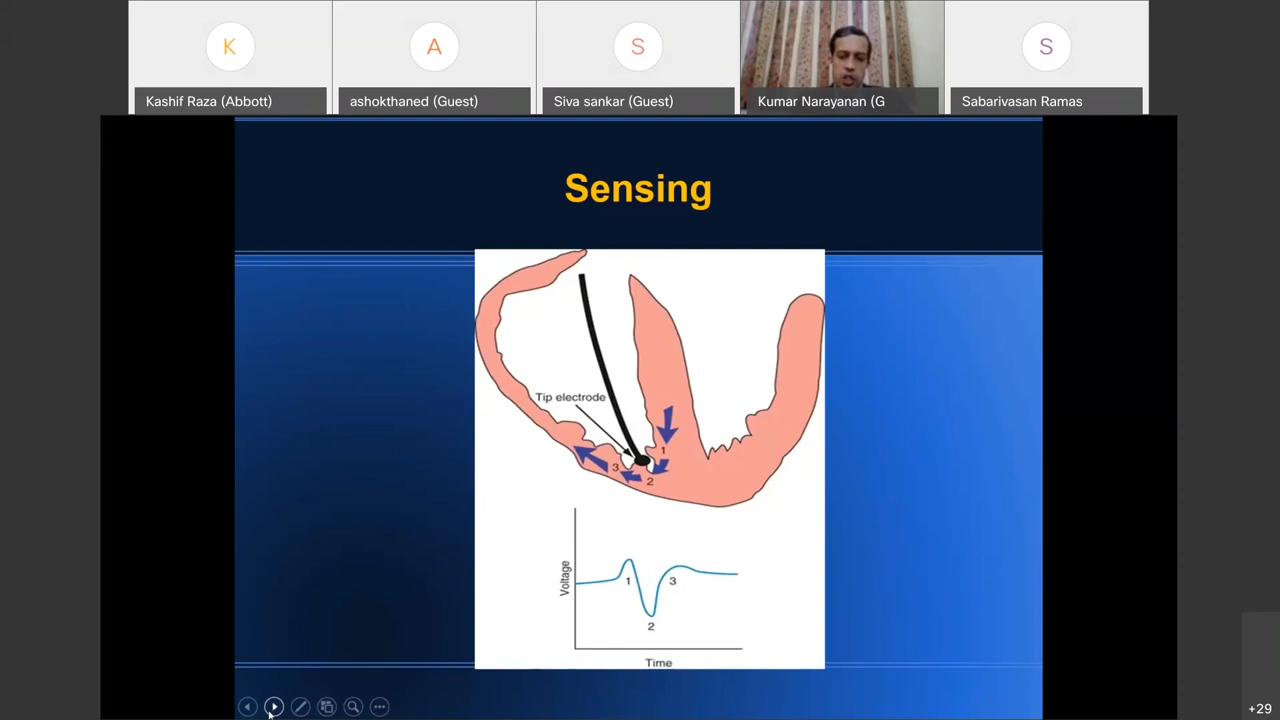 K
A
S
S
Kashif Raza (Abbott)
ashokthaned (Guest)
Siva sankar (Guest)
Kumar Narayanan (G
Sabarivasan Ramas
Sensing
Tip electrode
1
3
2
Voltage
1
3
2
Time
+29